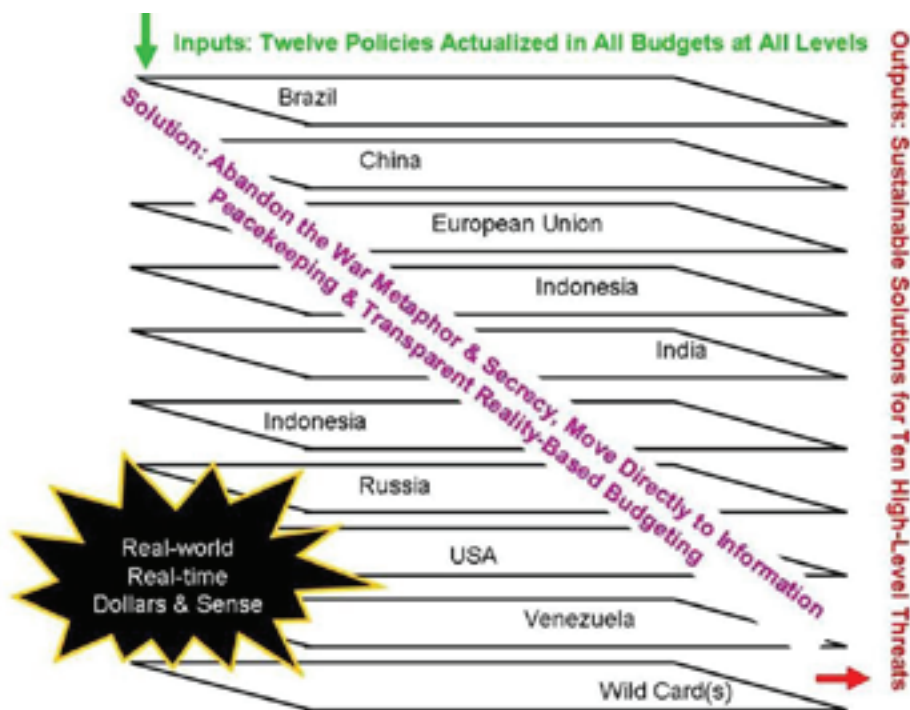 Inputs: Twelve Policies Actualized in All Budgets at All Levels
Brazil
China
European Union
Indonesia
India
Indonesia
Russia
USA
Venezuela
Wild Card(s)
Solution: Abandon the War Metaphor & Secrecy, Move Directly to Information
Peacekeeping & Transparent Reality-Based Budgeting
Real-world
Real-time
Dollars & Sense
Outputs: Sustainable Solutions for Ten High-Level Threats